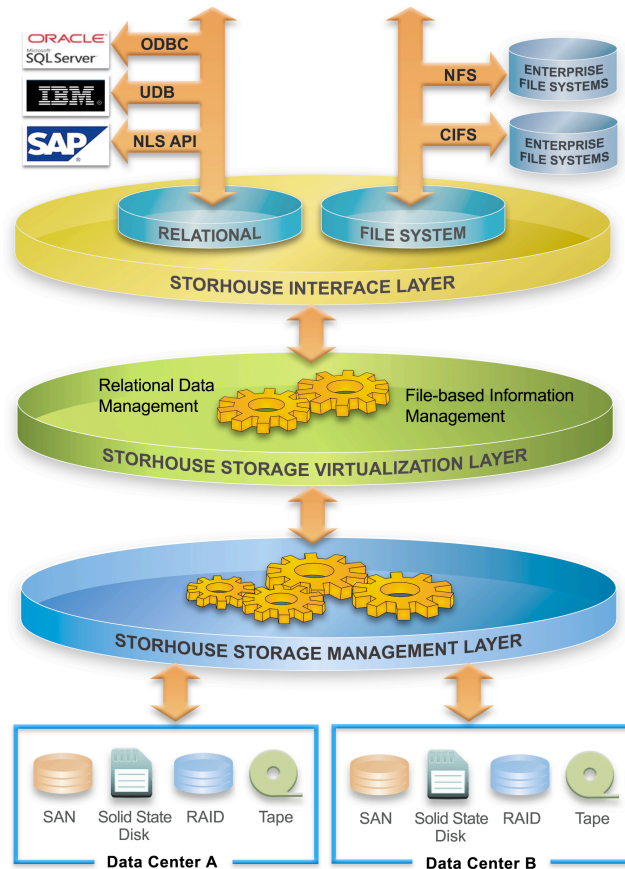 ORACLE
Microsoft
SQL Server
ODBC
IBM
UDB
SAP
NLS API
NFS
ENTERPRISE
FILE SYSTEMS
CIFS
ENTERPRISE
FILE SYSTEMS
RELATIONAL
FILE SYSTEM
STORHOUSE INTERFACE LAYER
Relational Data
Management
File-based Information
Management
STORHOUSE STORAGE VIRTUALIZATION LAYER
STORHOUSE STORAGE MANAGEMENT LAYER
SAN
Solid State
Disk
RAID
Tape
Data Center A
SAN
Solid State
Disk
RAID
Tape
Data Center B